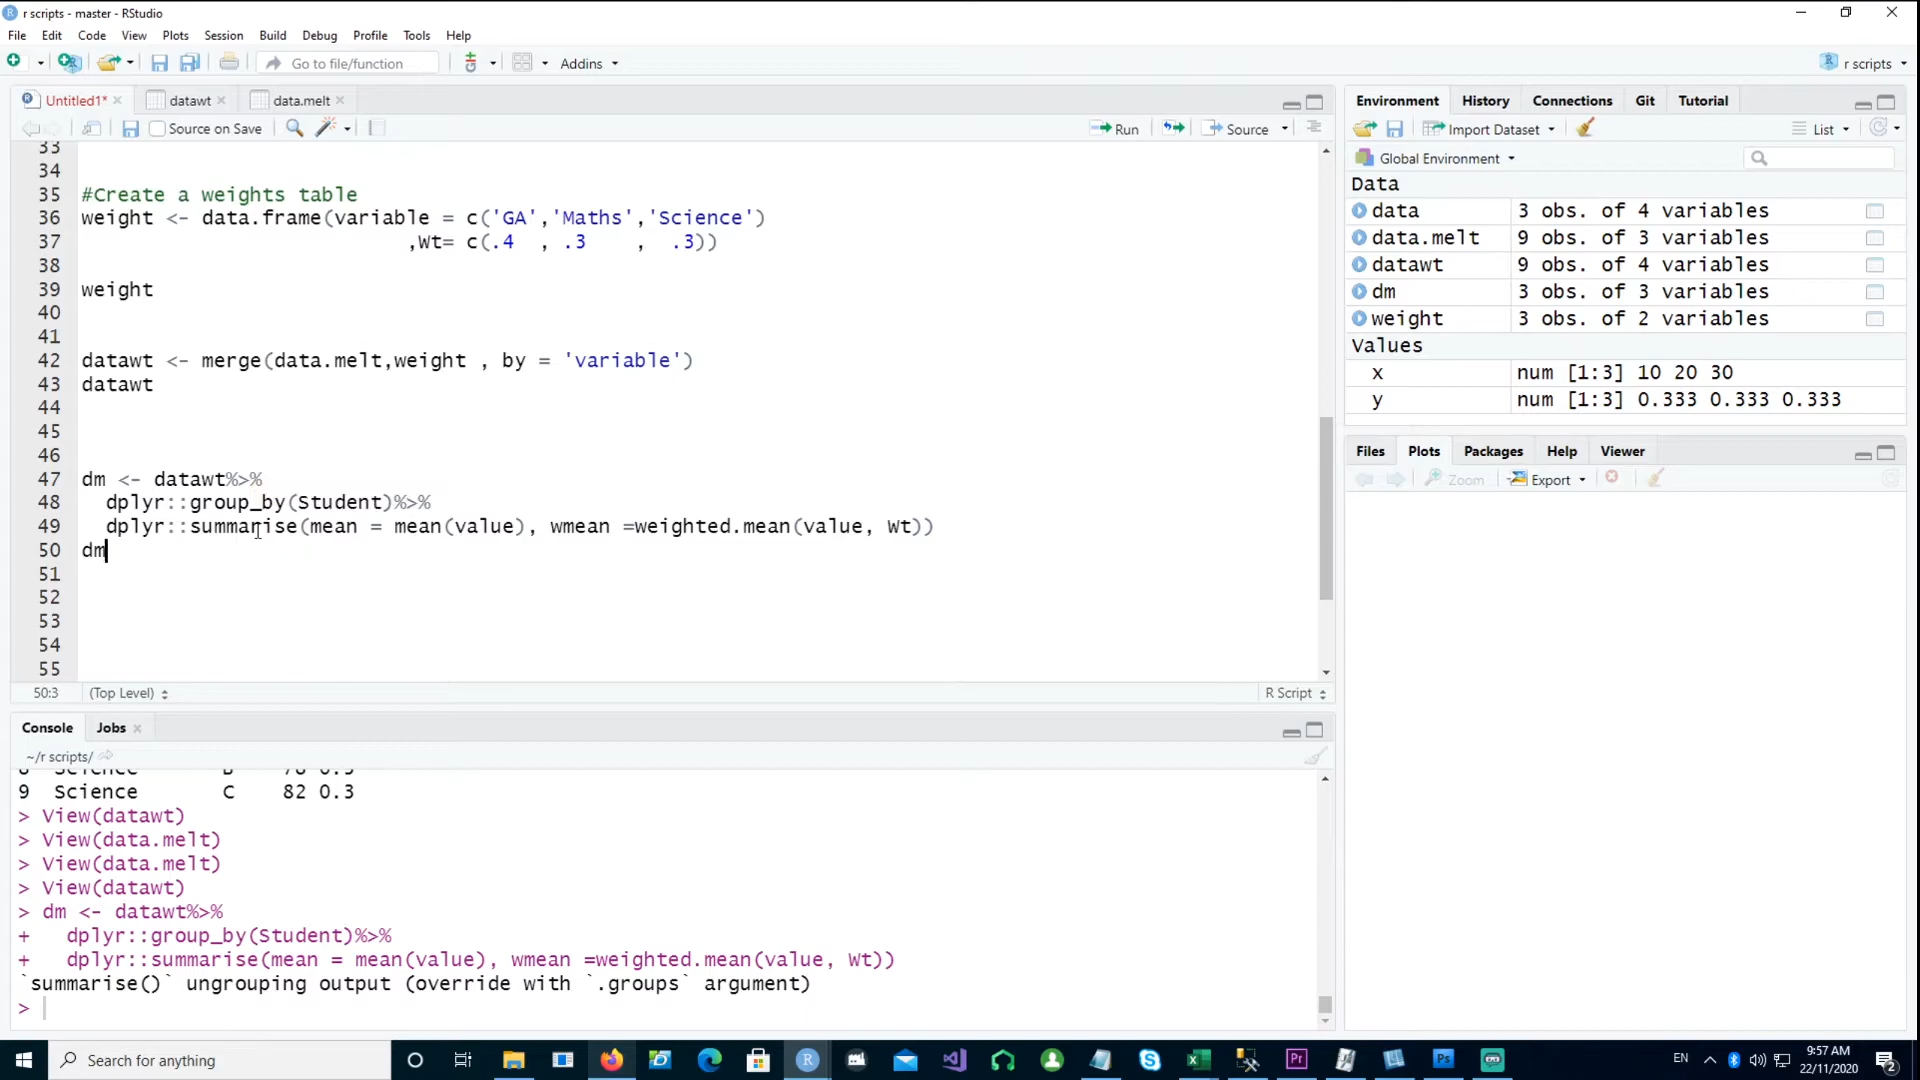 r scripts - master - RStudio
File Edit Code View Plots Session Build Debug Profile Tools Help
Go to file/function
Addins
r scripts
Untitled1*
datawt
data.melt
Source on Save
Run
Source
33
34
35 #Create a weights table
36 weight <- data.frame(variable = c('GA','Maths','Science')
37 ,Wt= c(.4 , .3 , .3))
38
39 weight
40
41
42 datawt <- merge(data.melt,weight , by = 'variable')
43 datawt
44
45
46
47 dm <- datawt%>%
48 dplyr::group_by(Student)%>%
49 dplyr::summarise(mean = mean(value), wmean =weighted.mean(value, Wt))
50 dm
51
52
53
54
55
50:3 (Top Level) R Script
Console Jobs
~/r scripts/
9 Science C 82 0.3
> View(datawt)
> View(data.melt)
> View(data.melt)
> View(datawt)
> dm <- datawt%>%
+ dplyr::group_by(Student)%>%
+ dplyr::summarise(mean = mean(value), wmean =weighted.mean(value, Wt))
`summarise()` ungrouping output (override with `.groups` argument)
>
Environment History Connections Git Tutorial
Import Dataset
List
Global Environment
Data
data 3 obs. of 4 variables
data.melt 9 obs. of 3 variables
datawt 9 obs. of 4 variables
dm 3 obs. of 3 variables
weight 3 obs. of 2 variables
Values
x num [1:3] 10 20 30
y num [1:3] 0.333 0.333 0.333
Files Plots Packages Help Viewer
Zoom
Export
Search for anything
EN
9:57 AM
22/11/2020
2